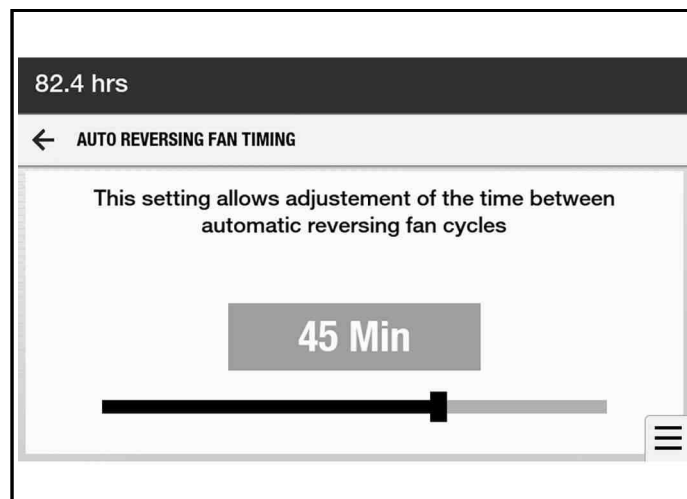 82.4 hrs
AUTO REVERSING FAN TIMING
This setting allows adjustement of the time between
automatic reversing fan cycles
45 Min